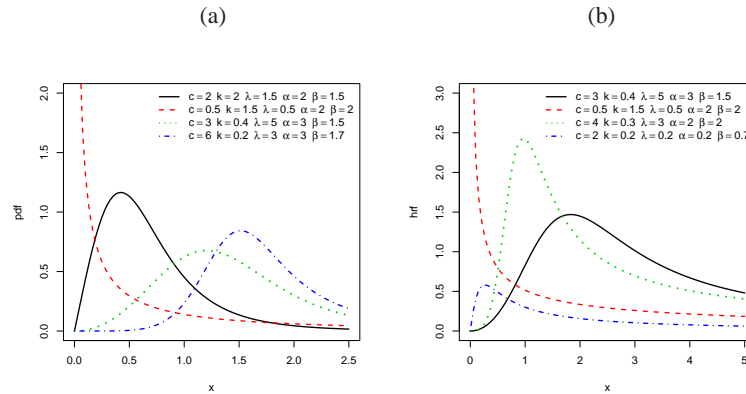 (a)
(b)
c=2 k=2 λ=1.5 α=2 β=1.5
c=0.5 k=1.5 λ=0.5 α=2 β=2
c=3 k=0.4 λ=5 α=3 β=1.5
c=6 k=0.2 λ=3 α=3 β=1.7
pdf
2.0
1.5
1.0
0.5
0.0
0.0 0.5 1.0 1.5 2.0 2.5
x
c=3 k=0.4 λ=5 α=3 β=1.5
c=0.5 k=1.5 λ=0.5 α=2 β=2
c=4 k=0.3 λ=3 α=2 β=2
c=2 k=0.2 λ=0.2 α=0.2 β=0.7
hrf
3.0
2.5
2.0
1.5
1.0
0.5
0.0
0 1 2 3 4 5
x